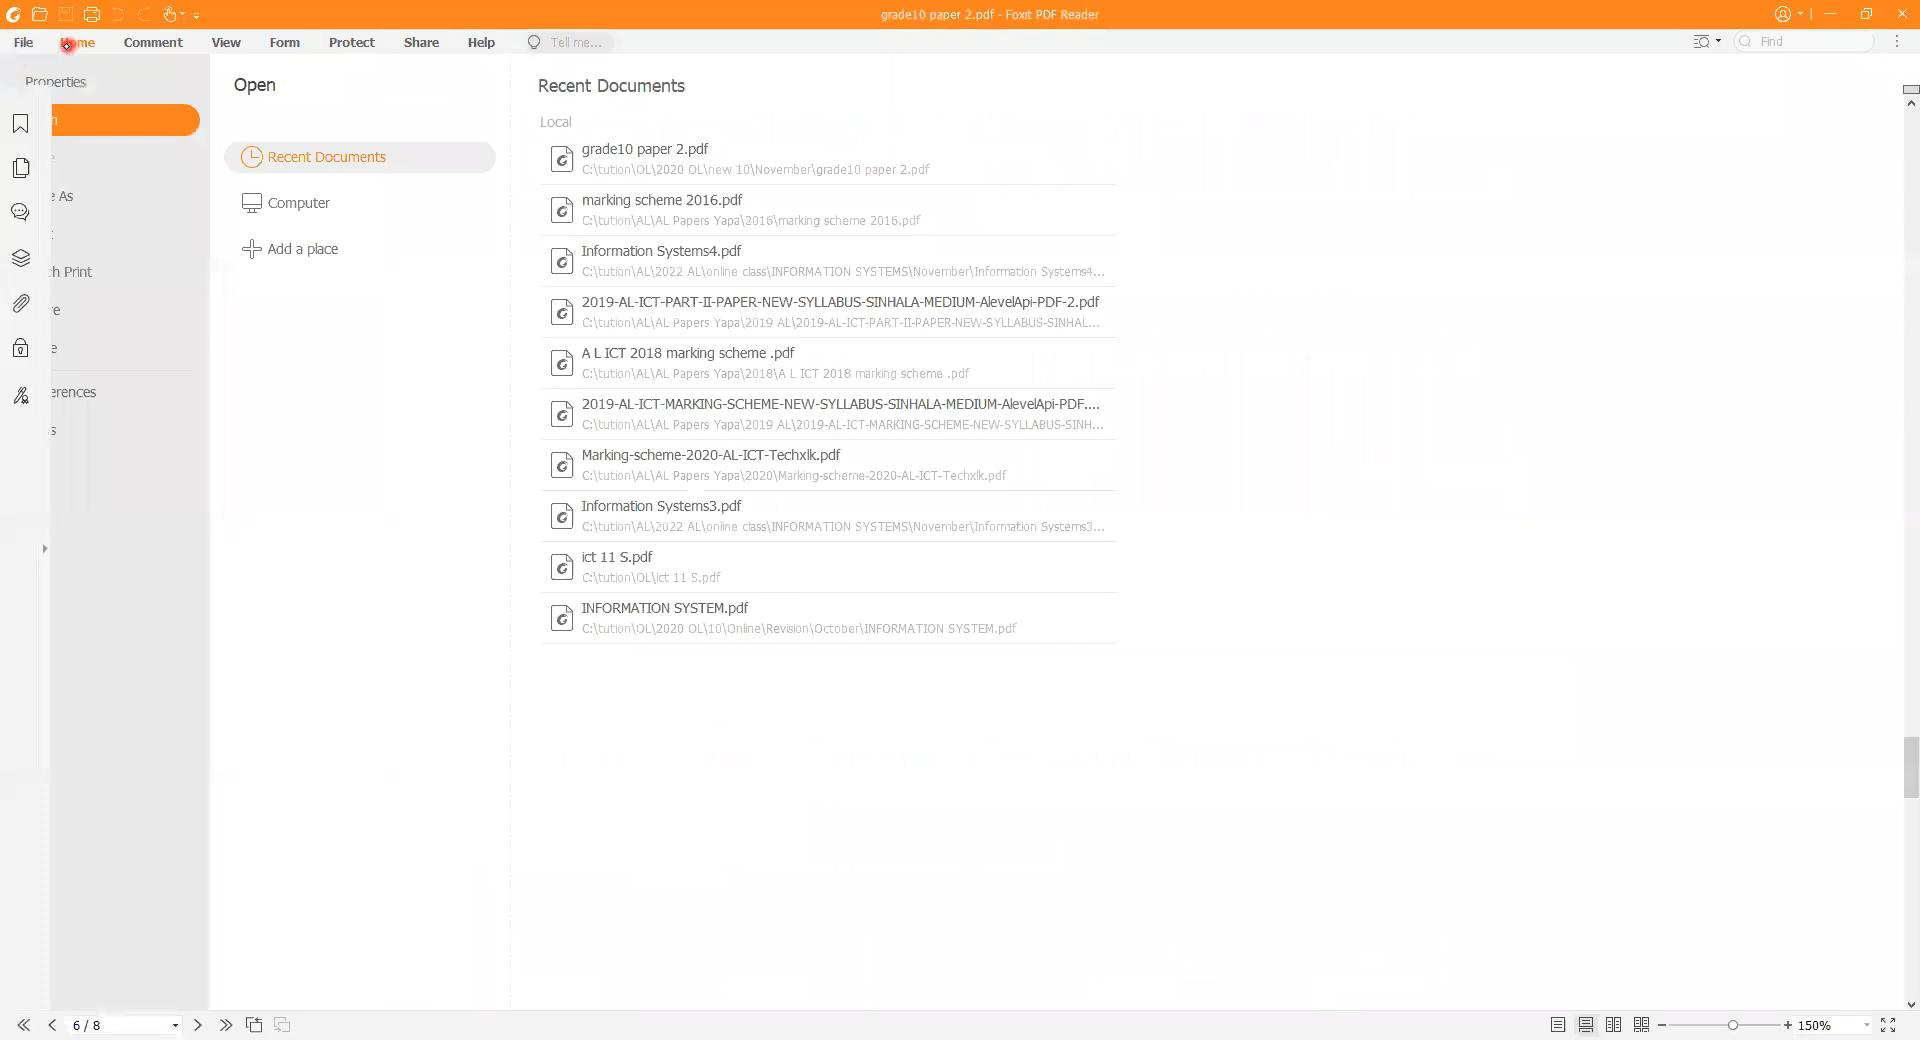 grade10 paper 2.pdf - Foxit PDF Reader
File Home Comment View Form Protect Share Help Tell me... Find
Properties
Open
Recent Documents
Computer
Add a place
e As
ch Print
re
e
erences
s
Recent Documents
Local
grade10 paper 2.pdf
C:\tution\OL\2020 OL\new 10\November\grade10 paper 2.pdf
marking scheme 2016.pdf
C:\tution\AL\AL Papers Yapa\2016\marking scheme 2016.pdf
Information Systems4.pdf
C:\tution\AL\2022 AL\online class\INFORMATION SYSTEMS\November\Information Systems4...
2019-AL-ICT-PART-II-PAPER-NEW-SYLLABUS-SINHALA-MEDIUM-AlevelApi-PDF-2.pdf
C:\tution\AL\AL Papers Yapa\2019 AL\2019-AL-ICT-PART-II-PAPER-NEW-SYLLABUS-SINHAL...
A L ICT 2018 marking scheme .pdf
C:\tution\AL\AL Papers Yapa\2018\A L ICT 2018 marking scheme .pdf
2019-AL-ICT-MARKING-SCHEME-NEW-SYLLABUS-SINHALA-MEDIUM-AlevelApi-PDF....
C:\tution\AL\AL Papers Yapa\2019 AL\2019-AL-ICT-MARKING-SCHEME-NEW-SYLLABUS-SINH...
Marking-scheme-2020-AL-ICT-Techxlk.pdf
C:\tution\AL\AL Papers Yapa\2020\Marking-scheme-2020-AL-ICT-Techxlk.pdf
Information Systems3.pdf
C:\tution\AL\2022 AL\online class\INFORMATION SYSTEMS\November\Information Systems3...
ict 11 S.pdf
C:\tution\OL\ict 11 S.pdf
INFORMATION SYSTEM.pdf
C:\tution\OL\2020 OL\10\Online\Revision\October\INFORMATION SYSTEM.pdf
6 / 8
150%